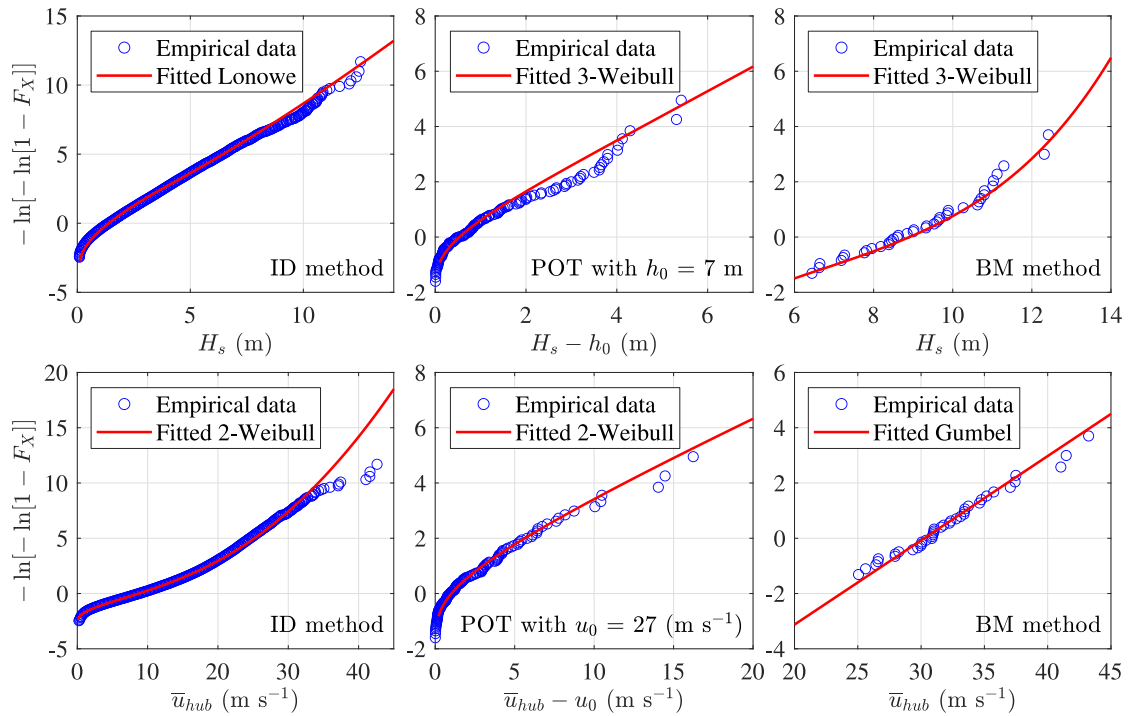 15
10
5
0
-5
− ln[− ln[1 − F_X]]
Empirical data
Fitted Lonowe
ID method
0 5 10
H_s (m)
8
6
4
2
0
-2
Empirical data
Fitted 3-Weibull
POT with h_0 = 7 m
0 2 4 6
H_s − h_0 (m)
8
6
4
2
0
-2
Empirical data
Fitted 3-Weibull
BM method
6 8 10 12 14
H_s (m)
20
15
10
5
0
-5
− ln[− ln[1 − F_X]]
Empirical data
Fitted 2-Weibull
ID method
0 10 20 30 40
u̅_hub (m s⁻¹)
8
6
4
2
0
-2
Empirical data
Fitted 2-Weibull
POT with u_0 = 27 (m s⁻¹)
0 5 10 15 20
u̅_hub − u_0 (m s⁻¹)
6
4
2
0
-2
-4
Empirical data
Fitted Gumbel
BM method
20 25 30 35 40 45
u̅_hub (m s⁻¹)